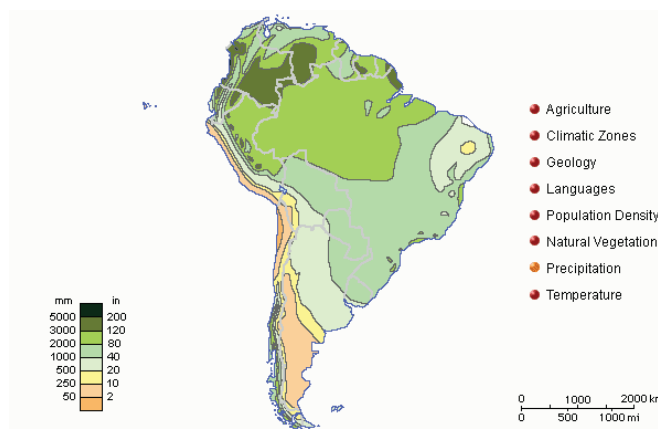 Agriculture
Climatic Zones
Geology
Languages
Population Density
Natural Vegetation
Precipitation
Temperature
mm in
5000 200
3000 120
2000 80
1000 40
500 20
250 10
50 2
0 1000 2000 km
0 500 1000 mi